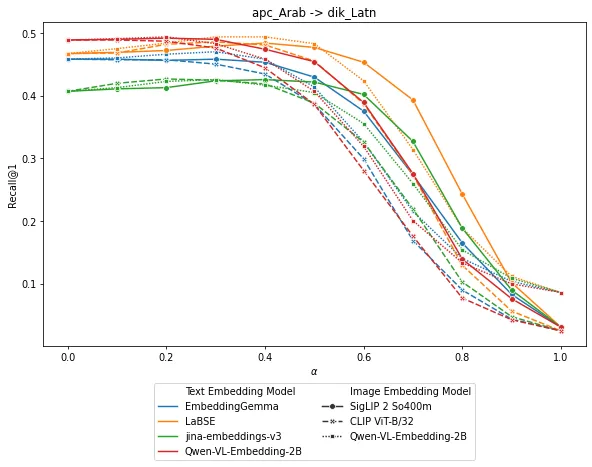 apc_Arab -> dik_Latn
0.5
0.4
0.3
0.2
0.1
Recall@1
0.0 0.2 0.4 0.6 0.8 1.0
α
Text Embedding Model Image Embedding Model
EmbeddingGemma SigLIP 2 So400m
LaBSE CLIP ViT-B/32
jina-embeddings-v3 Qwen-VL-Embedding-2B
Qwen-VL-Embedding-2B